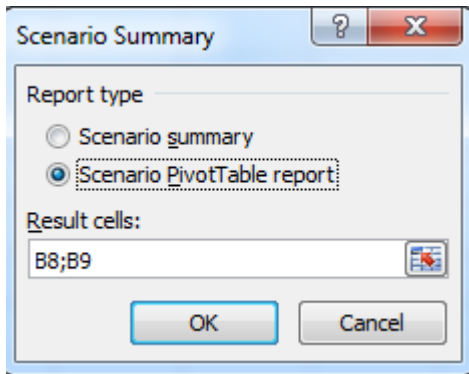 Scenario Summary
?
Report type
Scenario summary
Scenario PivotTable report
Result cells:
B8;B9
OK Cancel